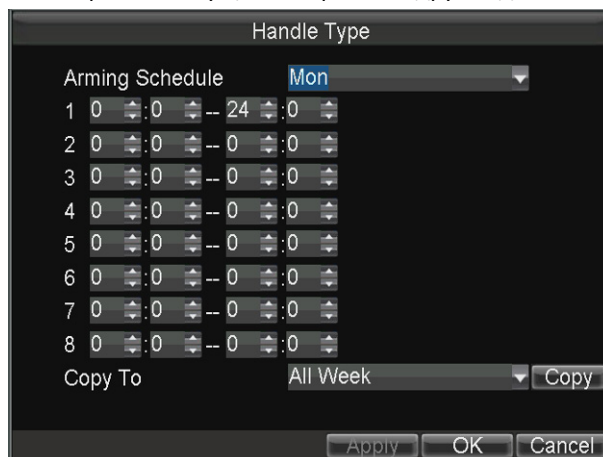 Handle Type
Arming Schedule Mon
1 0 : 0 -- 24 : 0
2 0 : 0 -- 0 : 0
3 0 : 0 -- 0 : 0
4 0 : 0 -- 0 : 0
5 0 : 0 -- 0 : 0
6 0 : 0 -- 0 : 0
7 0 : 0 -- 0 : 0
8 0 : 0 -- 0 : 0
Copy To All Week Copy
Apply OK Cancel